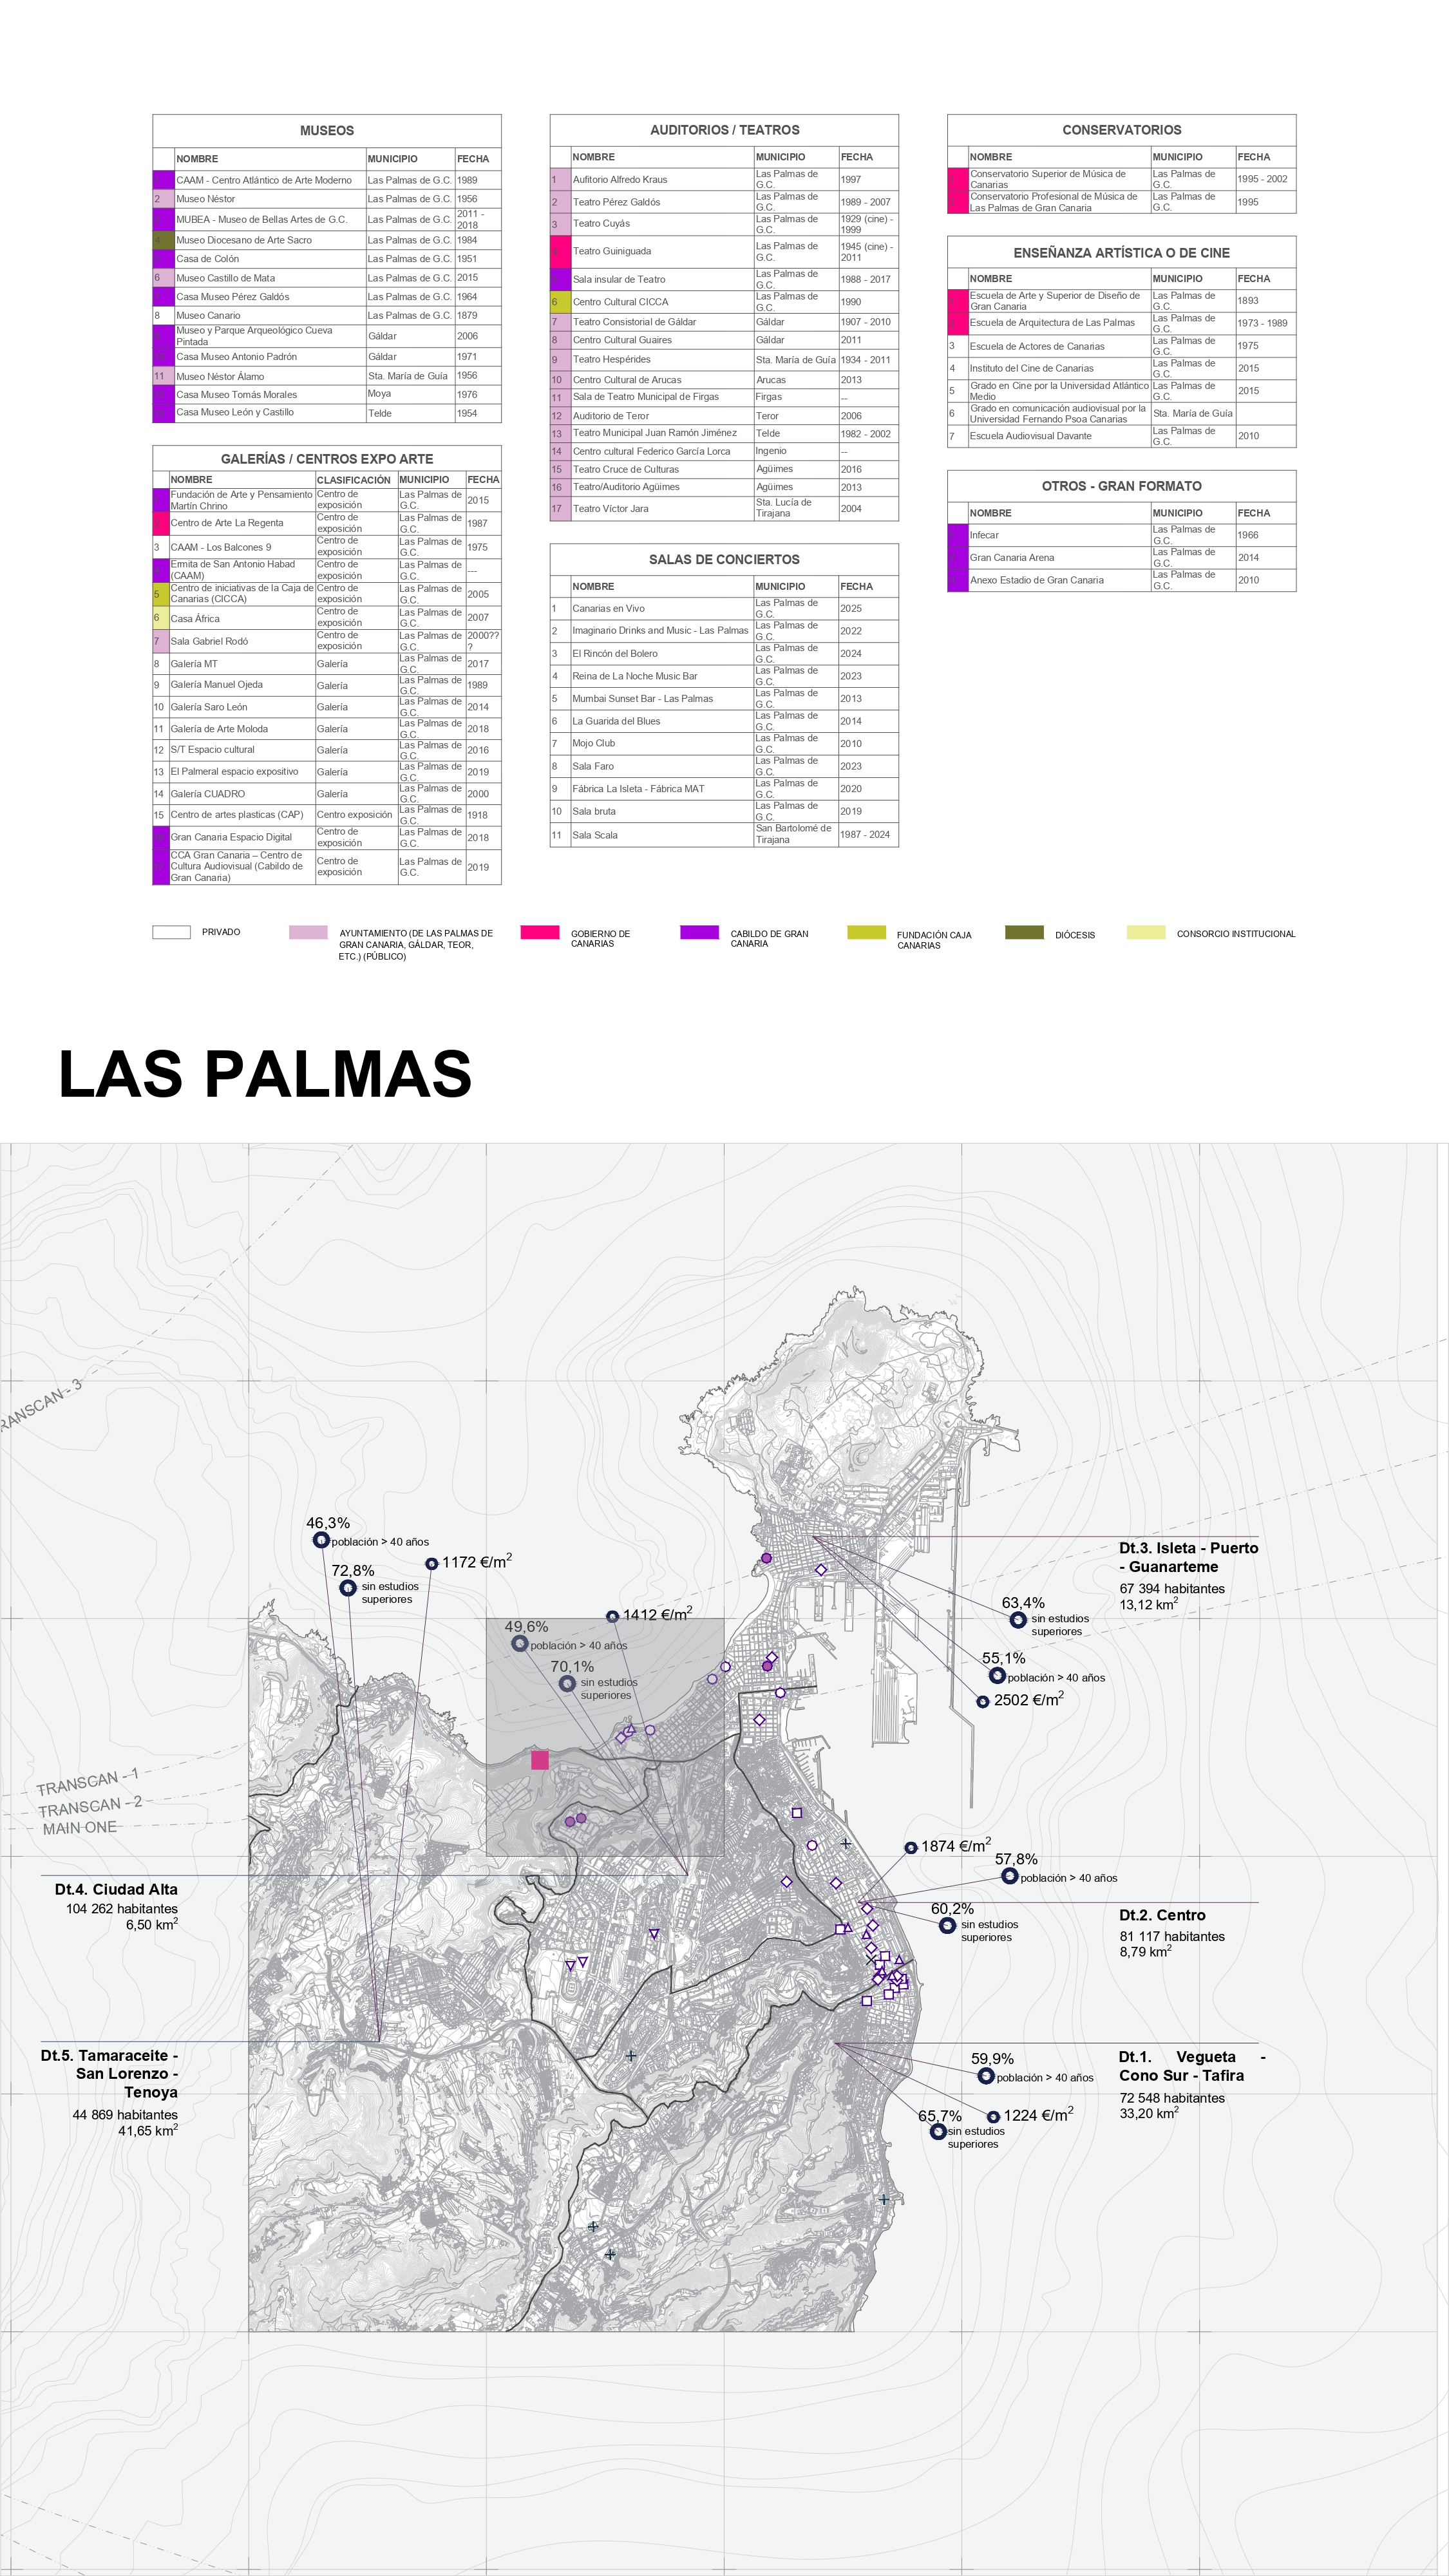 MUSEOS
NOMBRE MUNICIPIO FECHA
CAAM - Centro Atlántico de Arte Moderno Las Palmas de G.C. 1989
2 Museo Néstor Las Palmas de G.C. 1956
MUBEA - Museo de Bellas Artes de G.C. Las Palmas de G.C. 2011 - 2018
4 Museo Diocesano de Arte Sacro Las Palmas de G.C. 1984
Casa de Colón Las Palmas de G.C. 1951
6 Museo Castillo de Mata Las Palmas de G.C. 2015
Casa Museo Pérez Galdós Las Palmas de G.C. 1964
8 Museo Canario Las Palmas de G.C. 1879
Museo y Parque Arqueológico Cueva Pintada Gáldar 2006
Casa Museo Antonio Padrón Gáldar 1971
11 Museo Néstor Álamo Sta. María de Guía 1956
Casa Museo Tomás Morales Moya 1976
Casa Museo León y Castillo Telde 1954
GALERÍAS / CENTROS EXPO ARTE
NOMBRE CLASIFICACIÓN MUNICIPIO FECHA
Fundación de Arte y Pensamiento Martín Chrino Centro de exposición Las Palmas de G.C. 2015
2 Centro de Arte La Regenta Centro de exposición Las Palmas de G.C. 1987
3 CAAM - Los Balcones 9 Centro de exposición Las Palmas de G.C. 1975
Ermita de San Antonio Habad (CAAM) Centro de exposición Las Palmas de G.C. ---
5 Centro de iniciativas de la Caja de Canarias (CICCA) Centro de exposición Las Palmas de G.C. 2005
6 Casa África Centro de exposición Las Palmas de G.C. 2007
7 Sala Gabriel Rodó Centro de exposición Las Palmas de G.C. 2000???
8 Galería MT Galería Las Palmas de G.C. 2017
9 Galería Manuel Ojeda Galería Las Palmas de G.C. 1989
10 Galería Saro León Galería Las Palmas de G.C. 2014
11 Galería de Arte Moloda Galería Las Palmas de G.C. 2018
12 S/T Espacio cultural Galería Las Palmas de G.C. 2016
13 El Palmeral espacio expositivo Galería Las Palmas de G.C. 2019
14 Galería CUADRO Galería Las Palmas de G.C. 2000
15 Centro de artes plasticas (CAP) Centro exposición Las Palmas de G.C. 1918
Gran Canaria Espacio Digital Centro de exposición Las Palmas de G.C. 2018
CCA Gran Canaria – Centro de Cultura Audiovisual (Cabildo de Gran Canaria) Centro de exposición Las Palmas de G.C. 2019
AUDITORIOS / TEATROS
NOMBRE MUNICIPIO FECHA
1 Aufitorio Alfredo Kraus Las Palmas de G.C. 1997
2 Teatro Pérez Galdós Las Palmas de G.C. 1989 - 2007
3 Teatro Cuyás Las Palmas de G.C. 1929 (cine) - 1999
Teatro Guiniguada Las Palmas de G.C. 1945 (cine) - 2011
Sala insular de Teatro Las Palmas de G.C. 1988 - 2017
6 Centro Cultural CICCA Las Palmas de G.C. 1990
7 Teatro Consistorial de Gáldar Gáldar 1907 - 2010
8 Centro Cultural Guaires Gáldar 2011
9 Teatro Hespérides Sta. María de Guía 1934 - 2011
10 Centro Cultural de Arucas Arucas 2013
11 Sala de Teatro Municipal de Firgas Firgas --
12 Auditorio de Teror Teror 2006
13 Teatro Municipal Juan Ramón Jiménez Telde 1982 - 2002
14 Centro cultural Federico García Lorca Ingenio --
15 Teatro Cruce de Culturas Agüimes 2016
16 Teatro/Auditorio Agüimes Agüimes 2013
17 Teatro Víctor Jara Sta. Lucía de Tirajana 2004
SALAS DE CONCIERTOS
NOMBRE MUNICIPIO FECHA
1 Canarias en Vivo Las Palmas de G.C. 2025
2 Imaginario Drinks and Music - Las Palmas Las Palmas de G.C. 2022
3 El Rincón del Bolero Las Palmas de G.C. 2024
4 Reina de La Noche Music Bar Las Palmas de G.C. 2023
5 Mumbai Sunset Bar - Las Palmas Las Palmas de G.C. 2013
6 La Guarida del Blues Las Palmas de G.C. 2014
7 Mojo Club Las Palmas de G.C. 2010
8 Sala Faro Las Palmas de G.C. 2023
9 Fábrica La Isleta - Fábrica MAT Las Palmas de G.C. 2020
10 Sala bruta Las Palmas de G.C. 2019
11 Sala Scala San Bartolomé de Tirajana 1987 - 2024
CONSERVATORIOS
NOMBRE MUNICIPIO FECHA
Conservatorio Superior de Música de Canarias Las Palmas de G.C. 1995 - 2002
Conservatorio Profesional de Música de Las Palmas de Gran Canaria Las Palmas de G.C. 1995
ENSEÑANZA ARTÍSTICA O DE CINE
NOMBRE MUNICIPIO FECHA
Escuela de Arte y Superior de Diseño de Gran Canaria Las Palmas de G.C. 1893
Escuela de Arquitectura de Las Palmas Las Palmas de G.C. 1973 - 1989
3 Escuela de Actores de Canarias Las Palmas de G.C. 1975
4 Instituto del Cine de Canarias Las Palmas de G.C. 2015
5 Grado en Cine por la Universidad Atlántico Medio Las Palmas de G.C. 2015
6 Grado en comunicación audiovisual por la Universidad Fernando Psoa Canarias Sta. María de Guía
7 Escuela Audiovisual Davante Las Palmas de G.C. 2010
OTROS - GRAN FORMATO
NOMBRE MUNICIPIO FECHA
Infecar Las Palmas de G.C. 1966
Gran Canaria Arena Las Palmas de G.C. 2014
Anexo Estadio de Gran Canaria Las Palmas de G.C. 2010
PRIVADO
AYUNTAMIENTO (DE LAS PALMAS DE
GRAN CANARIA, GÁLDAR, TEOR,
ETC.) (PÚBLICO)
GOBIERNO DE
CANARIAS
CABILDO DE GRAN
CANARIA
FUNDACIÓN CAJA
CANARIAS
DIÓCESIS
CONSORCIO INSTITUCIONAL
LAS PALMAS
RANSCAN - 3
46,3%
población > 40 años
72,8%
sin estudios
superiores
1172 €/m²
1412 €/m²
49,6%
población > 40 años
70,1%
sin estudios
superiores
Dt.3. Isleta - Puerto
- Guanarteme
67 394 habitantes
13,12 km²
63,4%
sin estudios
superiores
55,1%
población > 40 años
2502 €/m²
TRANSCAN - 1
TRANSCAN - 2
MAIN ONE
1874 €/m²
57,8%
población > 40 años
60,2%
sin estudios
superiores
Dt.4. Ciudad Alta
104 262 habitantes
6,50 km²
Dt.2. Centro
81 117 habitantes
8,79 km²
Dt.5. Tamaraceite -
San Lorenzo -
Tenoya
44 869 habitantes
41,65 km²
59,9%
población > 40 años
1224 €/m²
65,7%
sin estudios
superiores
Dt.1. Vegueta -
Cono Sur - Tafira
72 548 habitantes
33,20 km²